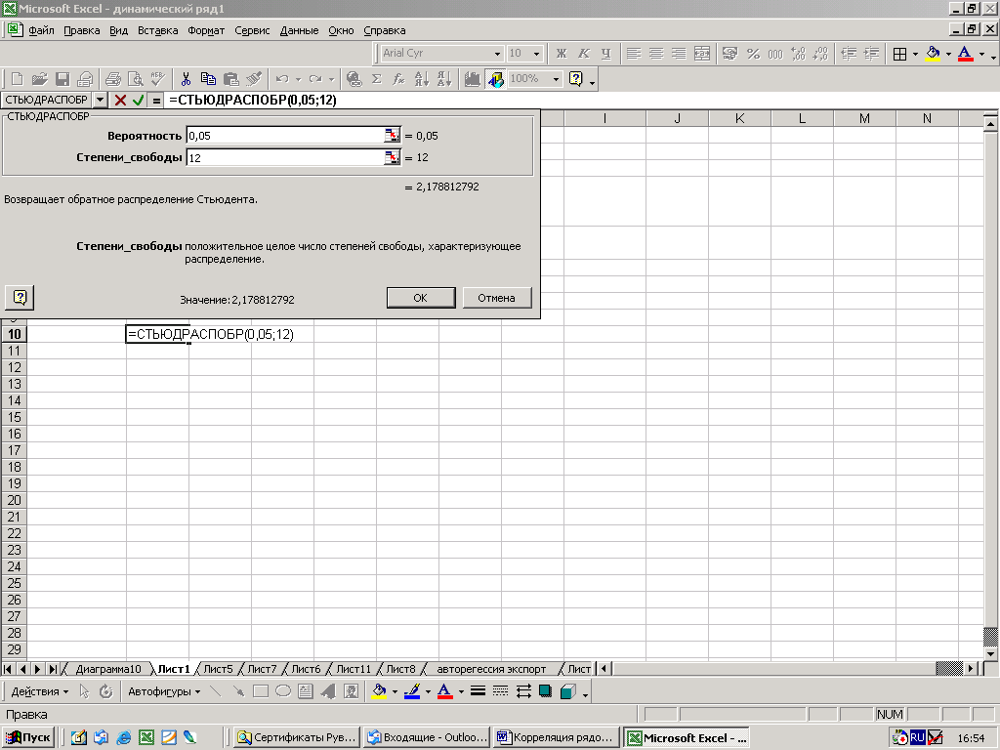 Microsoft Excel - динамический ряд1
Файл Правка Вид Вставка Формат Сервис Данные Окно Справка
Arial Cyr 10 Ж К Ч % 000
100%
СТЬЮДРАСПОБР =СТЬЮДРАСПОБР(0,05;12)
СТЬЮДРАСПОБР
Вероятность 0,05 = 0,05
Степени_свободы 12 = 12
= 2,178812792
Возвращает обратное распределение Стьюдента.
Степени_свободы положительное целое число степеней свободы, характеризующее
распределение.
Значение:2,178812792 ОК Отмена
I J K L M N
9
10 =СТЬЮДРАСПОБР(0,05;12)
11
12
13
14
15
16
17
18
19
20
21
22
23
24
25
26
27
28
29
Диаграмма10 Лист1 Лист5 Лист7 Лист6 Лист11 Лист8 авторегессия экспорт Лист
Действия Автофигуры
Правка NUM
Пуск Сертификаты Рув... Входящие - Outloo... Корреляция рядо... Microsoft Excel - ... RU 16:54